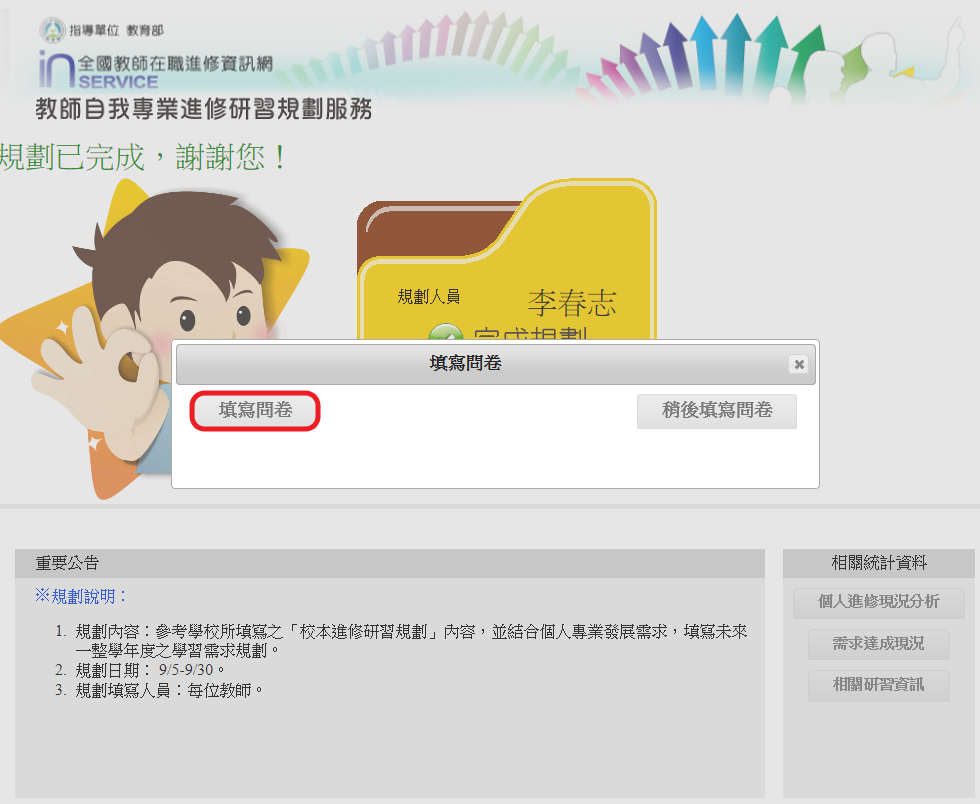 指導單位 教育部
in 全國教師在職進修資訊網
SERVICE
教師自我專業進修研習規劃服務
規劃已完成，謝謝您！
規劃人員 李春志
完成規劃
填寫問卷
填寫問卷 稍後填寫問卷
重要公告
※規劃說明：
1. 規劃內容：參考學校所填寫之「校本進修研習規劃」內容，並結合個人專業發展需求，填寫未來
一整學年度之學習需求規劃。
2. 規劃日期： 9/5-9/30。
3. 規劃填寫人員：每位教師。
相關統計資料
個人進修現況分析
需求達成現況
相關研習資訊